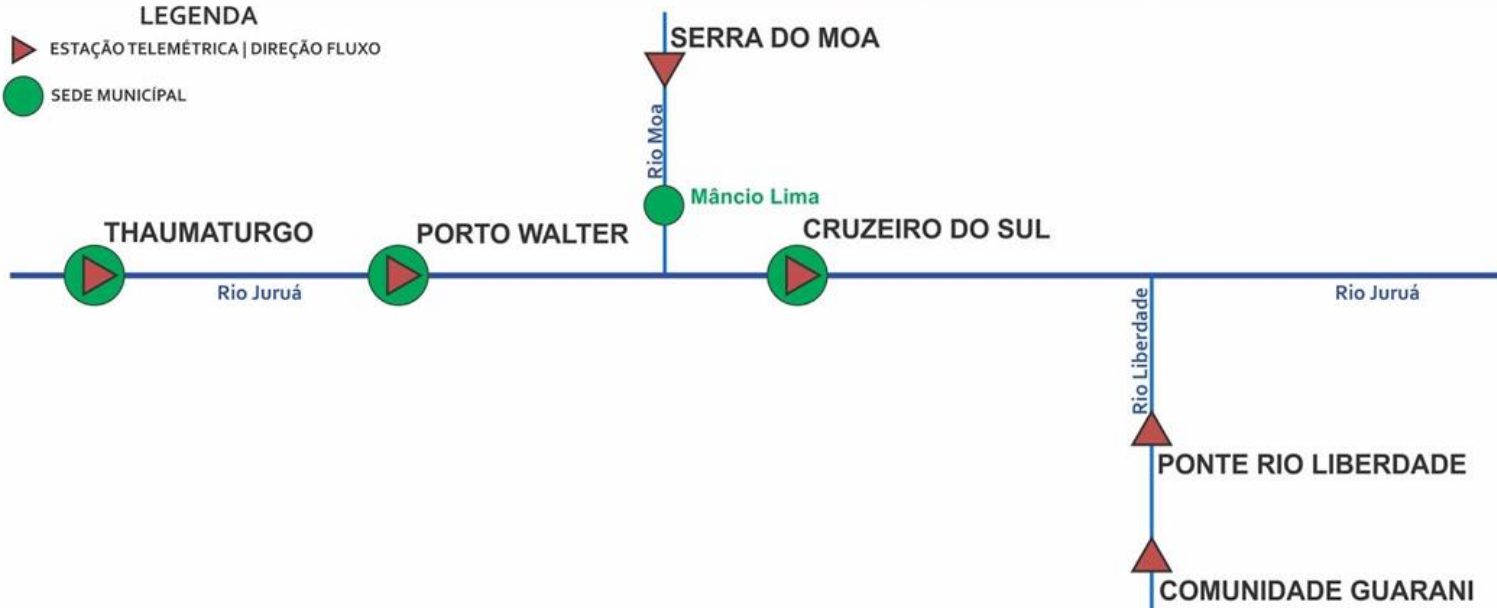 LEGENDA
ESTAÇÃO TELEMÉTRICA | DIREÇÃO FLUXO
SEDE MUNICÍPAL
SERRA DO MOA
Rio Moa
Mâncio Lima
THAUMATURGO
PORTO WALTER
CRUZEIRO DO SUL
Rio Juruá
Rio Juruá
Rio Liberdade
PONTE RIO LIBERDADE
COMUNIDADE GUARANI